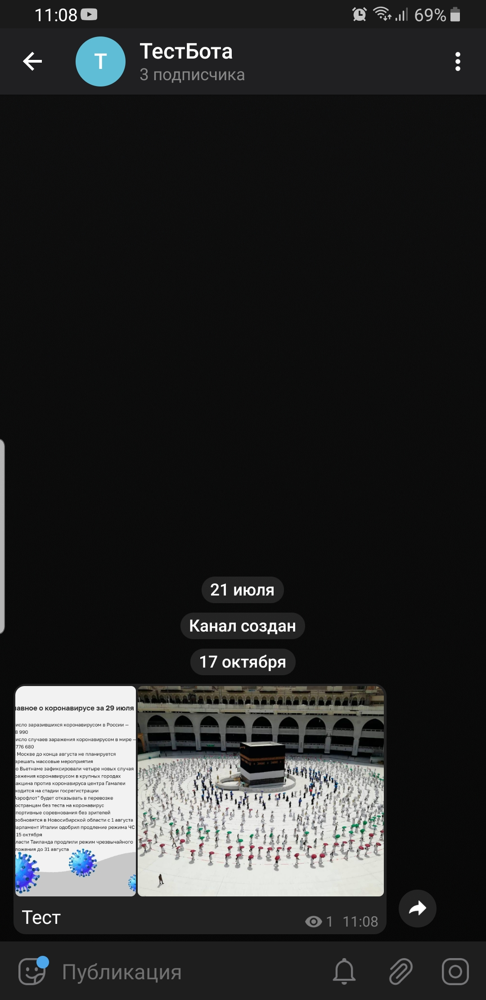 11:08
69%
Т
ТестБота
3 подписчика
21 июля
Канал создан
17 октября
лавное о коронавирусе за 29 июля
исло заразившихся коронавирусом в России —
8 990
исло случаев заражения коронавирусом в мире —
776 680
Москве до конца августа не планируется
зрешать массовые мероприятия
о Вьетнаме зафиксировали четыре новых случая
ражения коронавирусом в крупных городах
акцина против коронавируса центра Гамалеи
ходится на стадии госрегистрации
Аэрофлот" будет отказывать в перевозке
остранцам без теста на коронавирус
портивные соревнования без зрителей
зобновятся в Новосибирской области с 1 августа
арламент Италии одобрил продление режима ЧС
15 октября
ласти Таиланда продлили режим чрезвычайного
ложения до 31 августа
Тест
1 11:08
Публикация